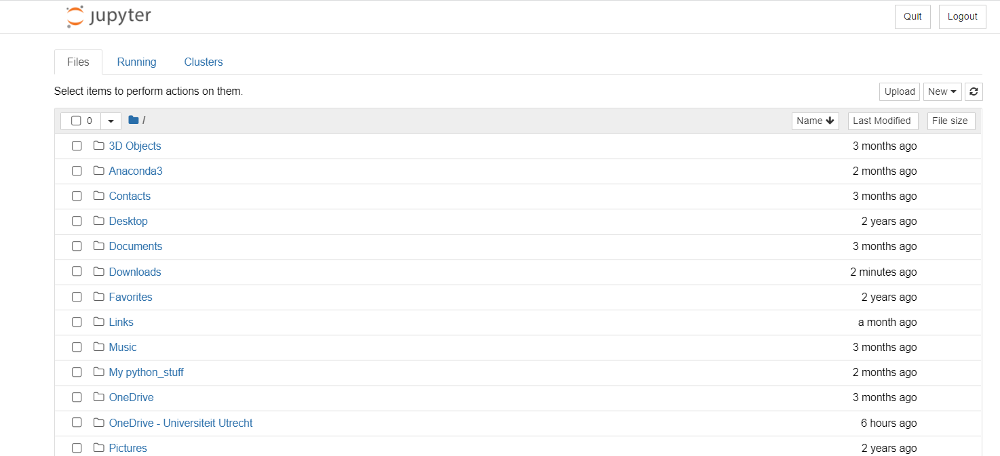 jupyter
Quit Logout
Files Running Clusters
Select items to perform actions on them.
Upload New
0 / Name Last Modified File size
3D Objects 3 months ago
Anaconda3 2 months ago
Contacts 3 months ago
Desktop 2 years ago
Documents 3 months ago
Downloads 2 minutes ago
Favorites 2 years ago
Links a month ago
Music 3 months ago
My python_stuff 2 months ago
OneDrive 3 months ago
OneDrive - Universiteit Utrecht 6 hours ago
Pictures 2 years ago